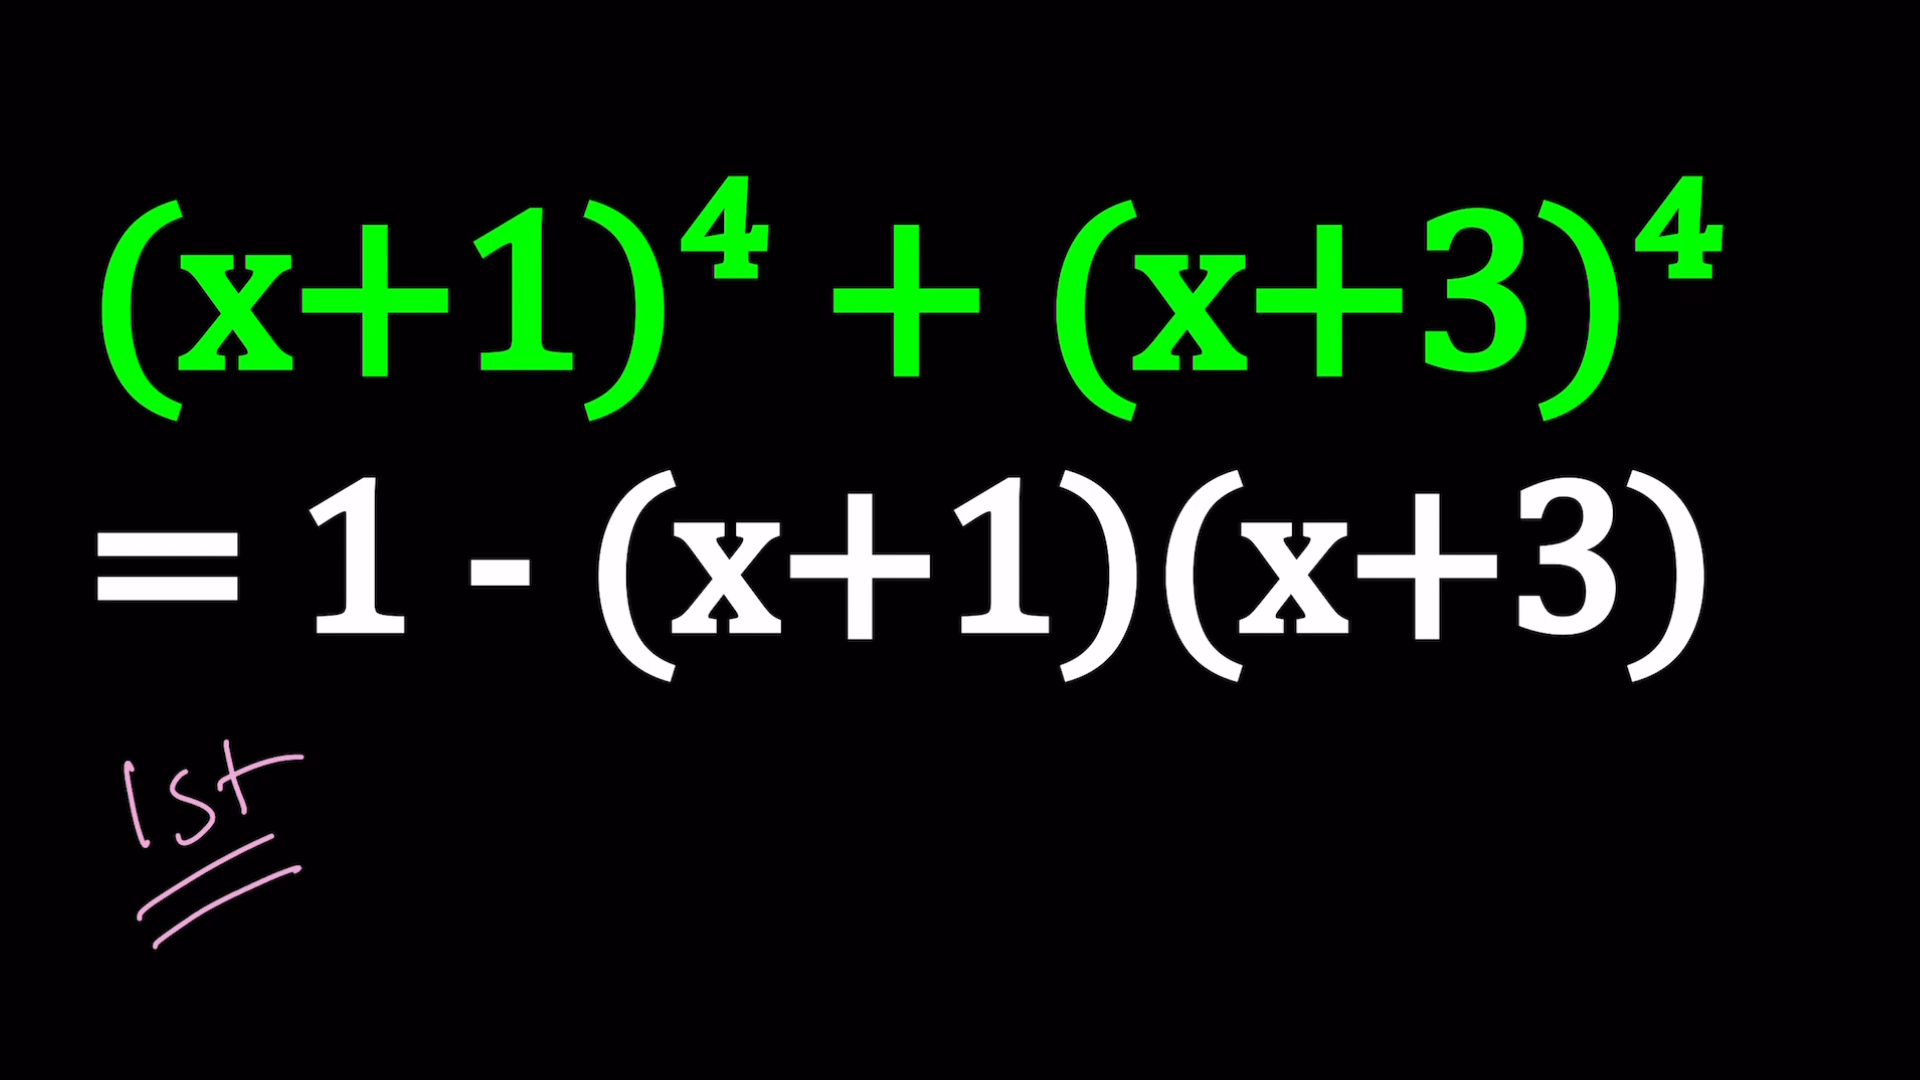 (x+1)⁴ + (x+3)⁴
= 1 - (x+1)(x+3)
1st